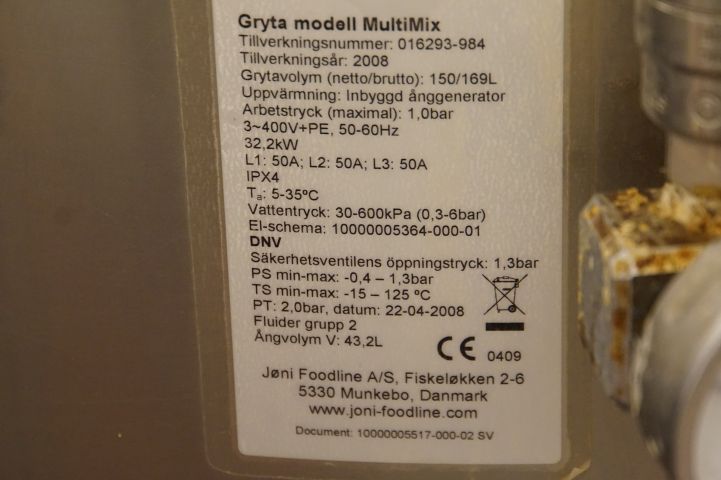 Gryta modell MultiMix
Tillverkningsnummer: 016293-984
Tillverkningsår: 2008
Grytavolym (netto/brutto): 150/169L
Uppvärmning: Inbyggd ånggenerator
Arbetstryck (maximal): 1,0bar
3~400V+PE, 50-60Hz
32,2kW
L1: 50A; L2: 50A; L3: 50A
IPX4
Ta: 5-35ºC
Vattentryck: 30-600kPa (0,3-6bar)
El-schema: 10000005364-000-01
DNV
Säkerhetsventilens öppningstryck: 1,3bar
PS min-max: -0,4 – 1,3bar
TS min-max: -15 – 125 ºC
PT: 2,0bar, datum: 22-04-2008
Fluider grupp 2
Ångvolym V: 43,2L
CE 0409
Jøni Foodline A/S, Fiskeløkken 2-6
5330 Munkebo, Danmark
www.joni-foodline.com
Document: 10000005517-000-02 SV